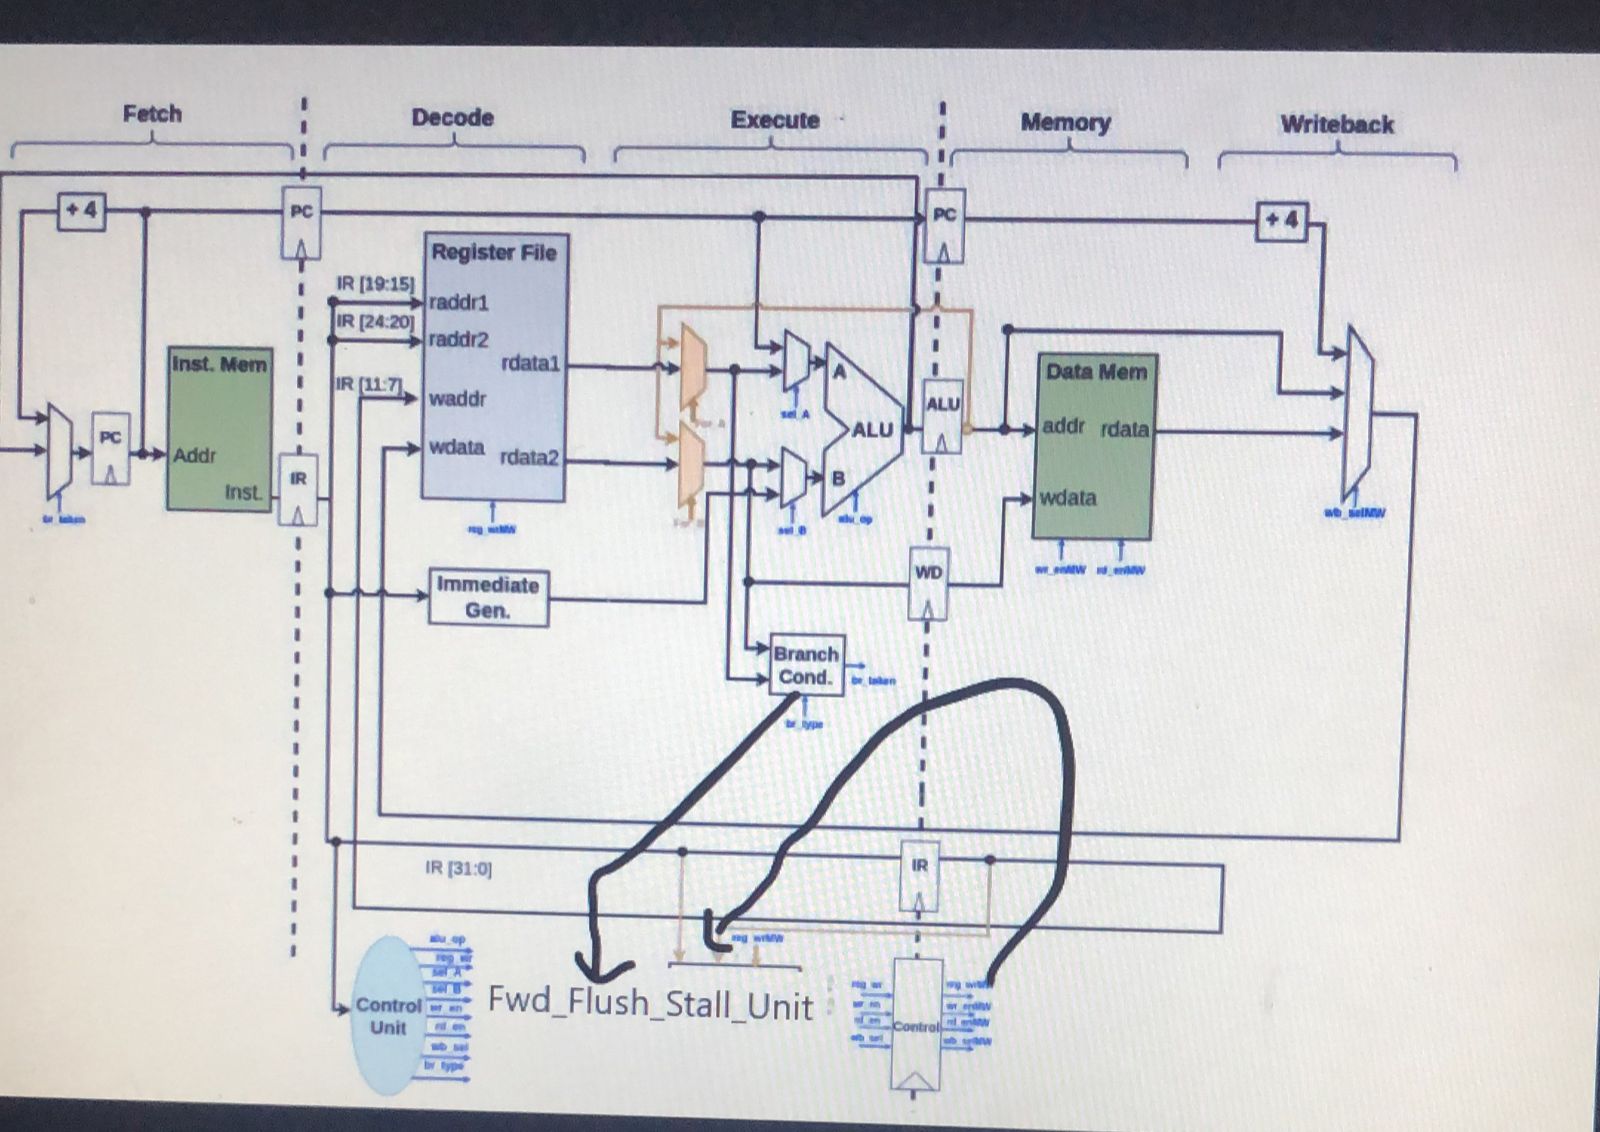 Fetch
Decode
Execute
Memory
Writeback
+ 4
PC
PC
+ 4
Register File
IR [19:15]
raddr1
IR [24:20]
raddr2
rdata1
IR [11:7]
waddr
wdata
rdata2
reg_wrMW
Inst. Mem
Addr
Inst.
PC
br_taken
IR
Immediate
Gen.
sel_A
A
ALU
B
sel_B
alu_op
ALU
Data Mem
addr
rdata
wdata
wr_enMW
rd_enMW
wb_selMW
WD
Branch
Cond.
br_taken
br_type
IR [31:0]
IR
reg_wrMW
Fwd_Flush_Stall_Unit
Control
Unit
alu_op
reg_wr
sel_A
sel_B
wr_en
rd_en
wb_sel
br_type
reg_wr
wr_en
rd_en
wb_sel
Control
reg_wrMW
wr_enMW
rd_enMW
wb_selMW